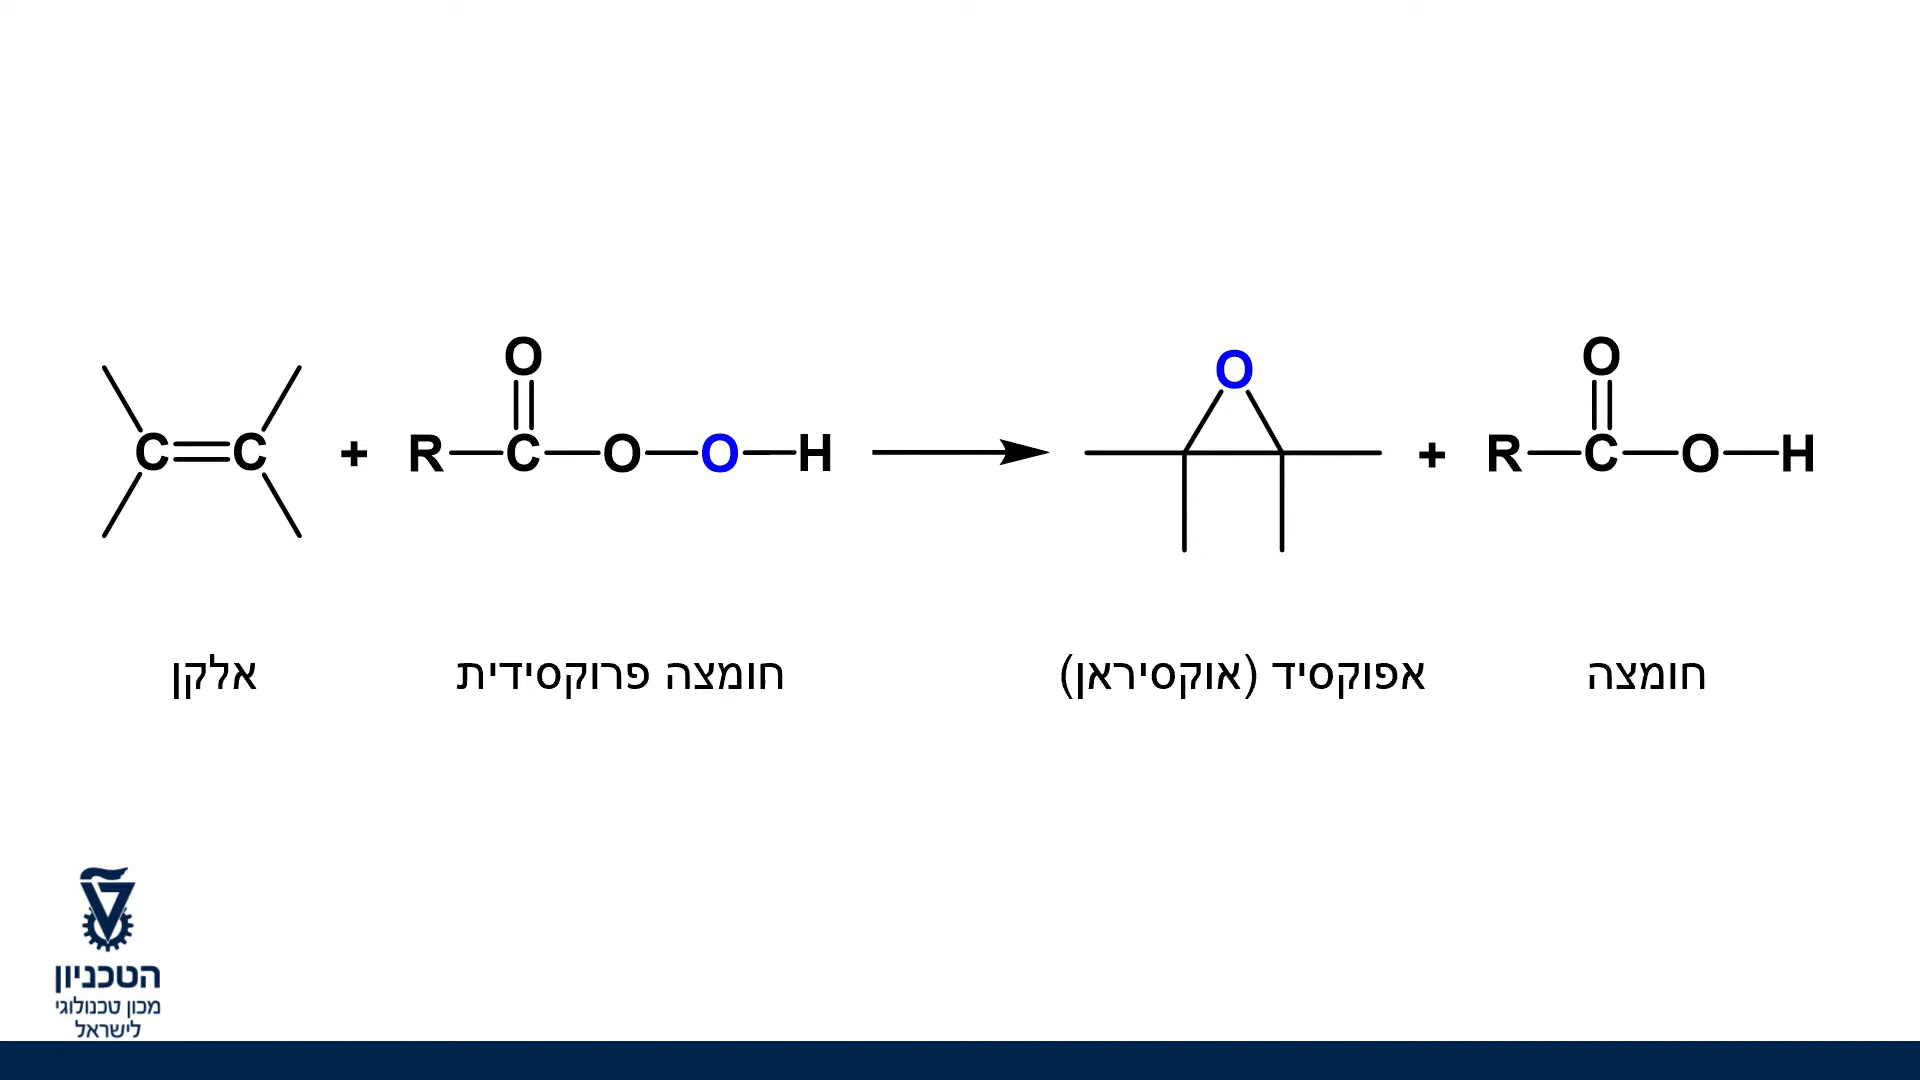 O O O
C=C + R-C-O-O-H + R-C-O-H
אלקן חומצה פרוקסידית אפוקסיד (אוקסיראן) חומצה
הטכניון
מכון טכנולוגי
לישראל